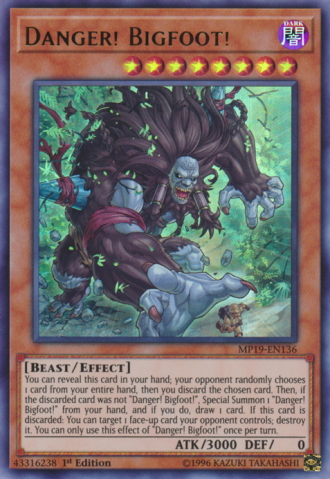 DANGER! BIGFOOT!
DARK
闇
MP19-EN136
[BEAST/EFFECT]
You can reveal this card in your hand; your opponent randomly chooses
1 card from your entire hand, then you discard the chosen card. Then, if
the discarded card was not "Danger! Bigfoot!", Special Summon 1 "Danger!
Bigfoot!" from your hand, and if you do, draw 1 card. If this card is
discarded: You can target 1 face-up card your opponent controls; destroy
it. You can only use this effect of "Danger! Bigfoot!" once per turn.
ATK/3000 DEF/ 0
43316238 1st Edition ©1996 KAZUKI TAKAHASHI